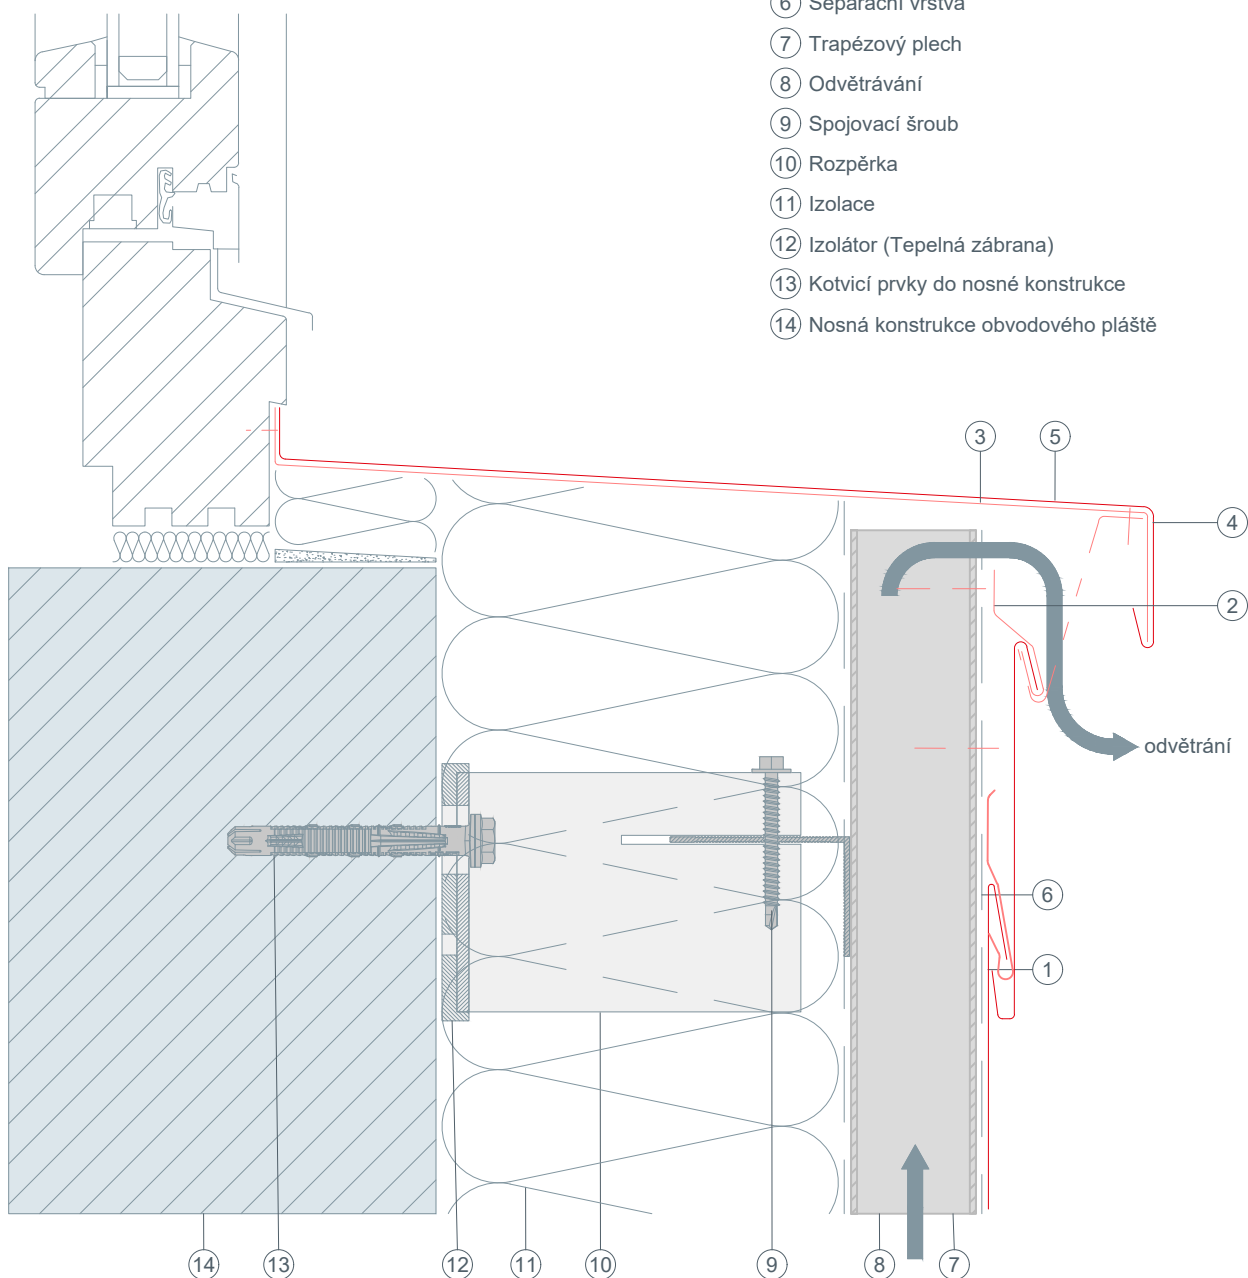 6 Separační vrstva
7 Trapézový plech
8 Odvětrávání
9 Spojovací šroub
10 Rozpěrka
11 Izolace
12 Izolátor (Tepelná zábrana)
13 Kotvicí prvky do nosné konstrukce
14 Nosná konstrukce obvodového pláště
3 5
4
2
odvětrání
6
1
14 13 12 11 10 9 8 7